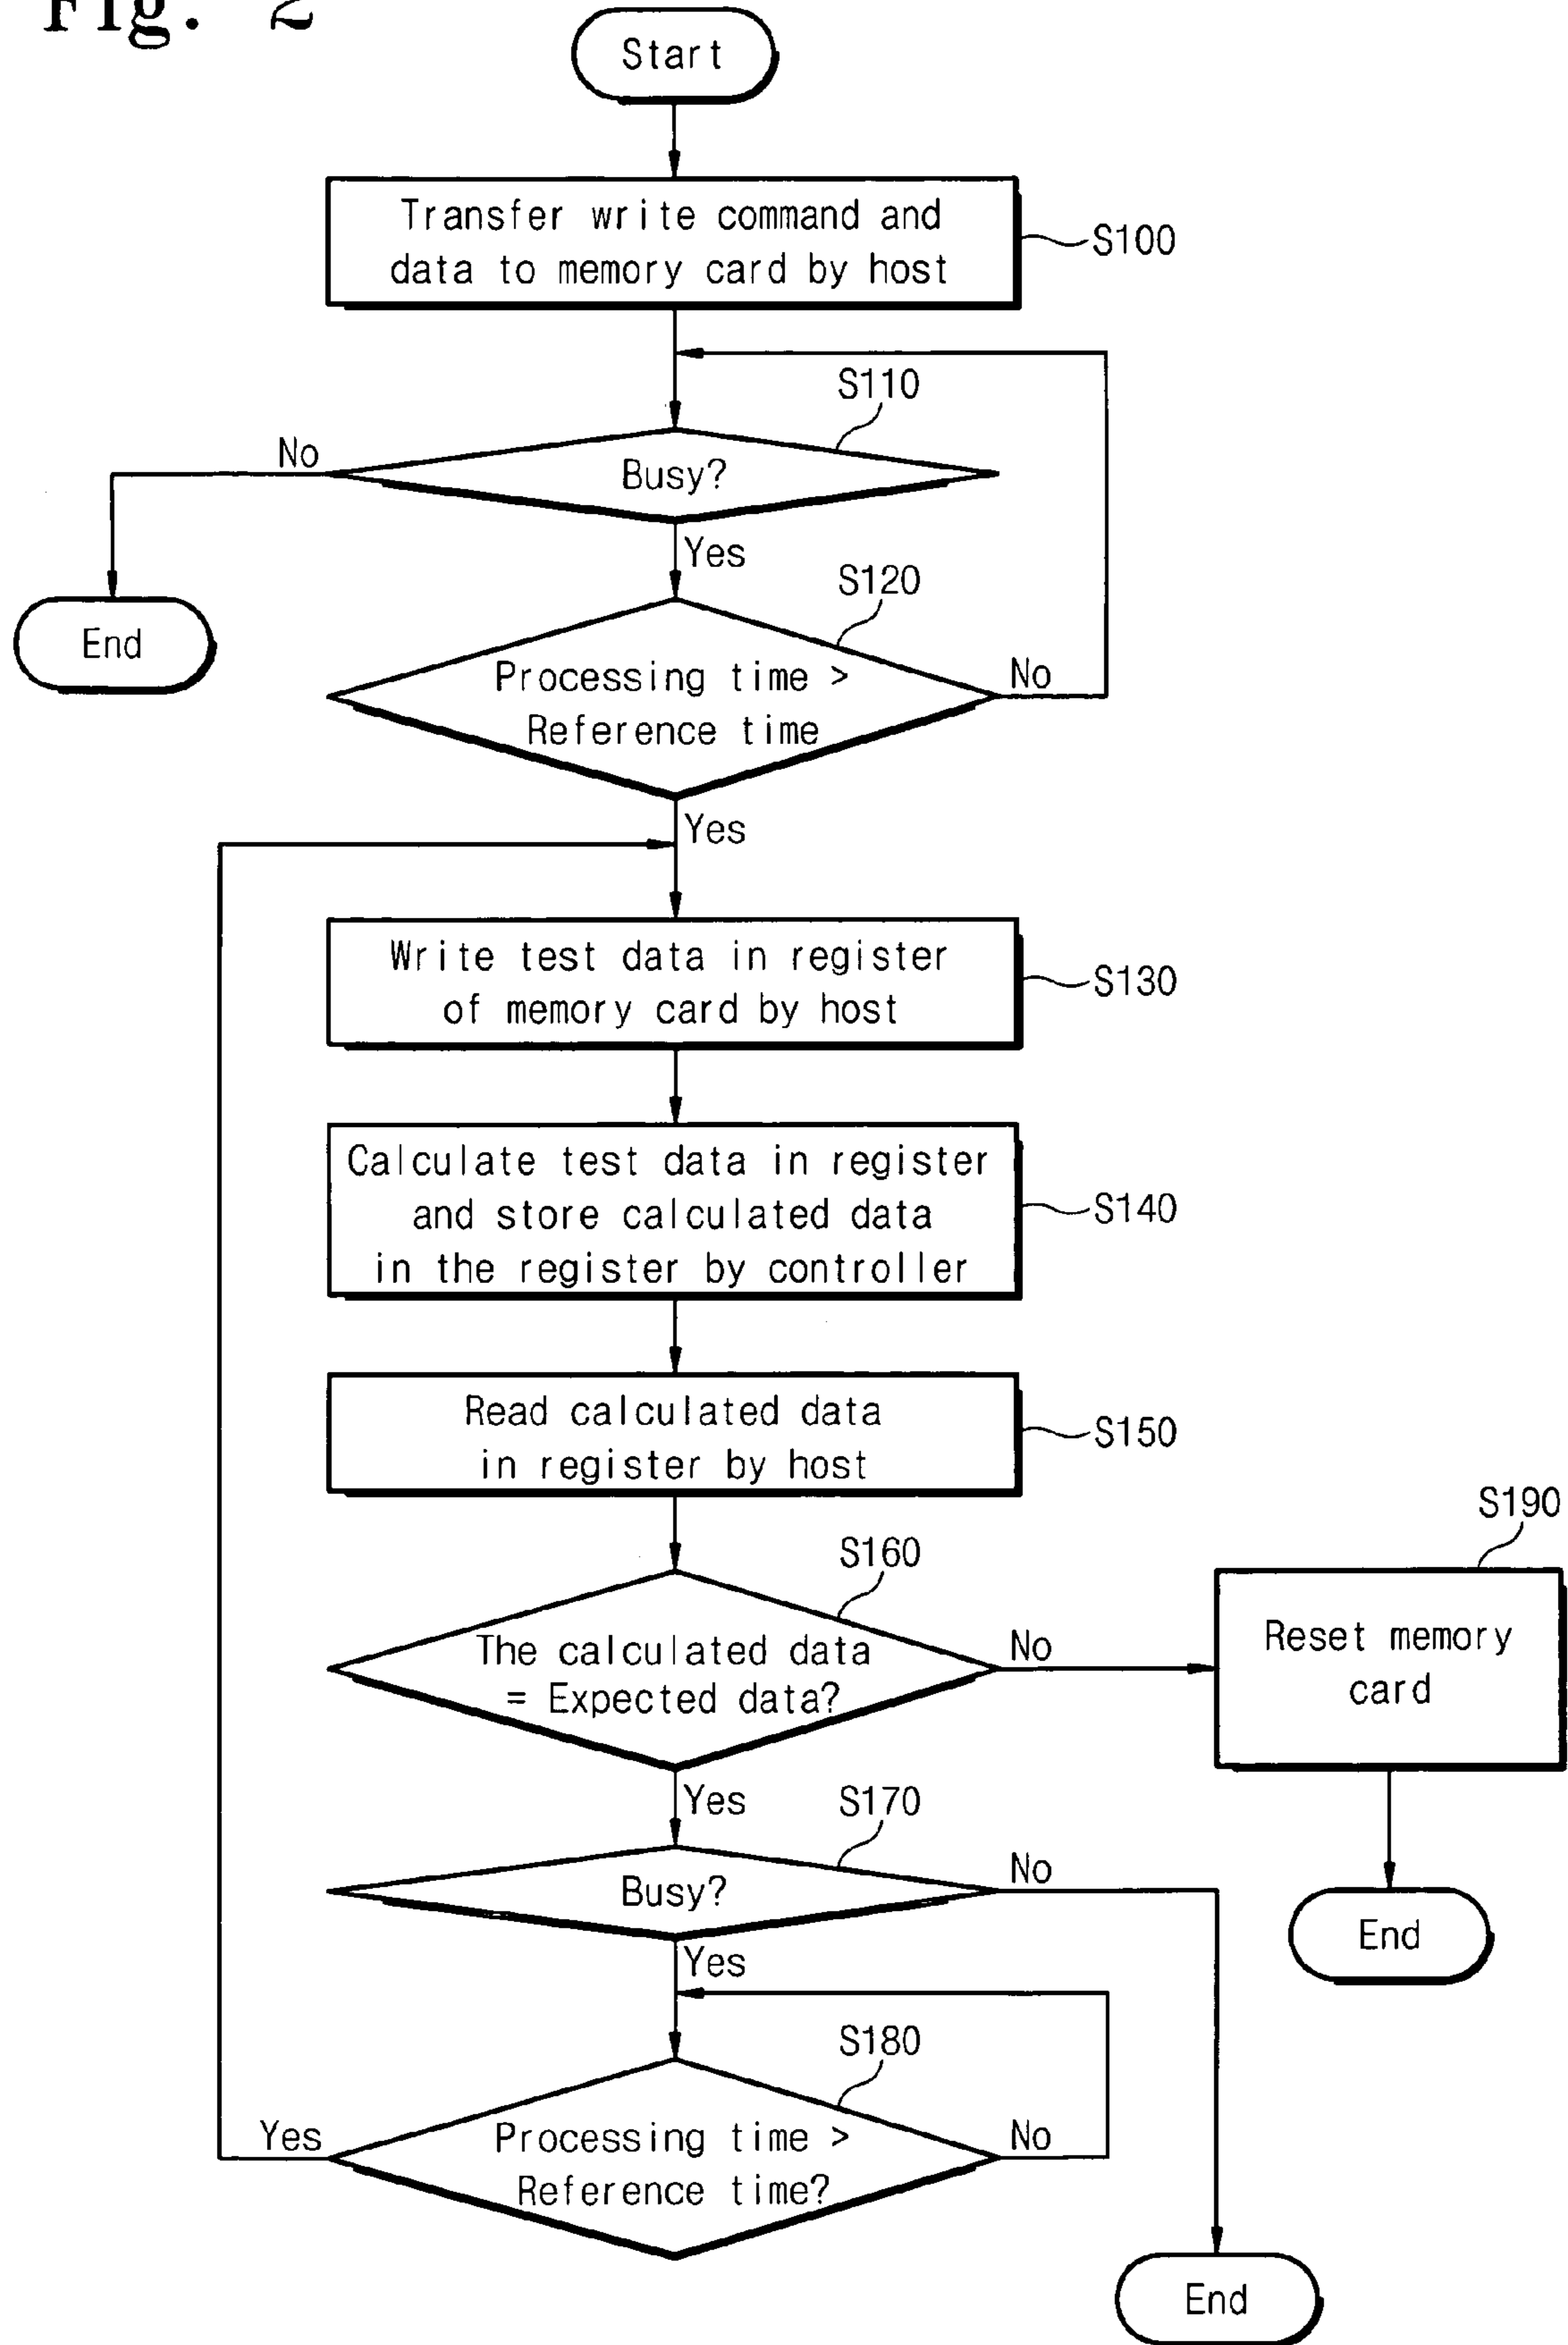 Fig. 2
Start
Transfer write command and
data to memory card by host
S100
S110
No
Busy?
Yes
S120
End
Processing time >
Reference time
No
Yes
Write test data in register
of memory card by host
S130
Calculate test data in register
and store calculated data
in the register by controller
S140
Read calculated data
in register by host
S150
S190
S160
The calculated data
= Expected data?
No
Reset memory
card
Yes
S170
Busy?
No
End
Yes
S180
Yes
Processing time >
Reference time?
No
End